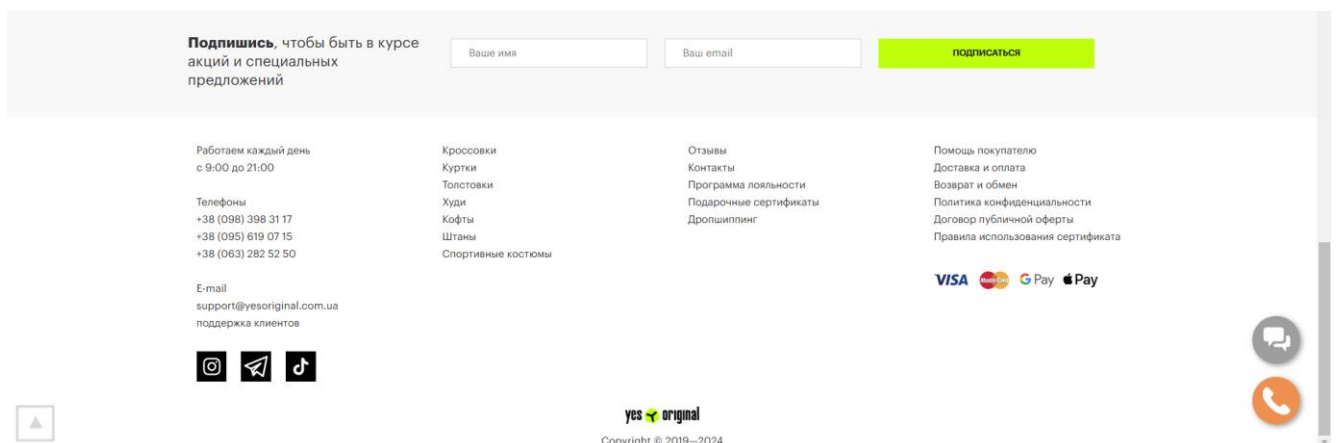 Подпишись, чтобы быть в курсе
акций и специальных
предложений
Ваше имя
Ваш email
ПОДПИСАТЬСЯ
Работаем каждый день
с 9:00 до 21:00
Телефоны
+38 (098) 398 31 17
+38 (095) 619 07 15
+38 (063) 282 52 50
E-mail
support@yesoriginal.com.ua
поддержка клиентов
Кроссовки
Куртки
Толстовки
Худи
Кофты
Штаны
Спортивные костюмы
Отзывы
Контакты
Программа лояльности
Подарочные сертификаты
Дропшиппинг
Помощь покупателю
Доставка и оплата
Возврат и обмен
Политика конфиденциальности
Договор публичной оферты
Правила использования сертификата
VISA MasterCard G Pay Pay
yes original
Copyright © 2019—2024